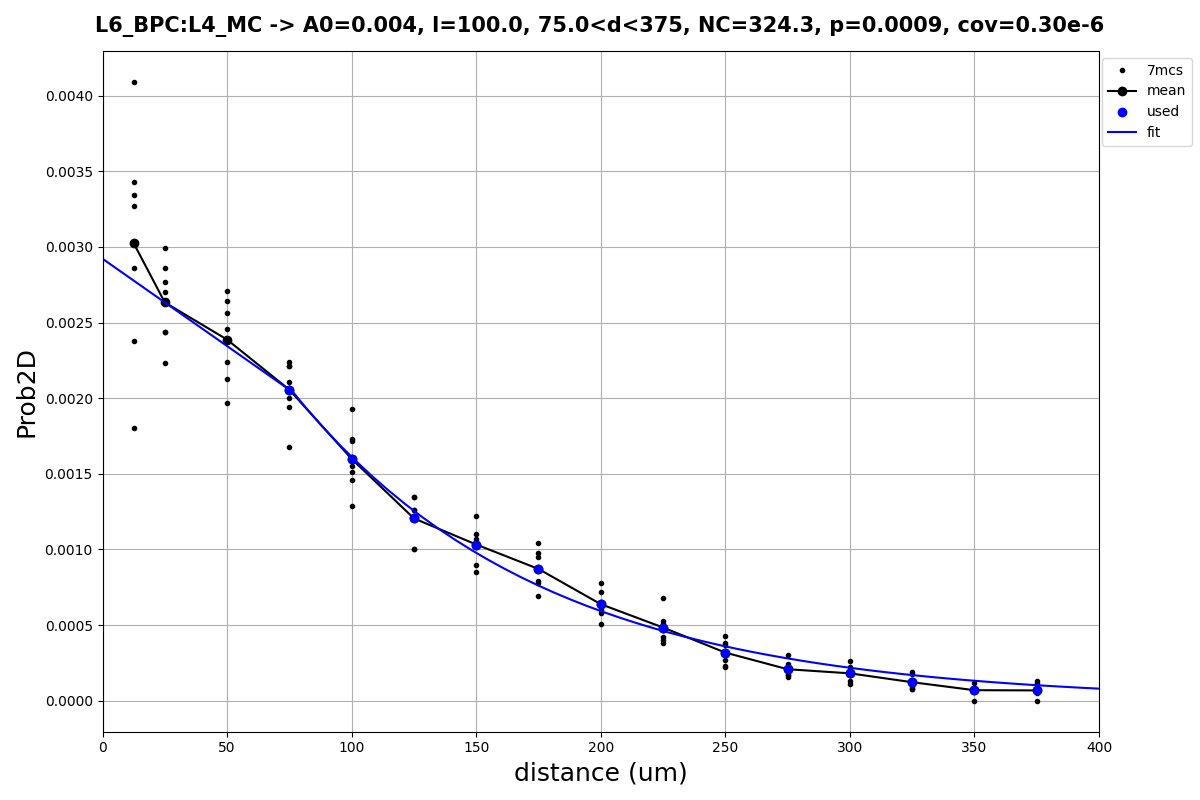 L6_BPC:L4_MC -> A0=0.004, l=100.0, 75.0<d<375, NC=324.3, p=0.0009, cov=0.30e-6
7mcs
mean
used
fit
0.0040
0.0035
0.0030
0.0025
0.0020
0.0015
0.0010
0.0005
0.0000
Prob2D
0 50 100 150 200 250 300 350 400
distance (um)